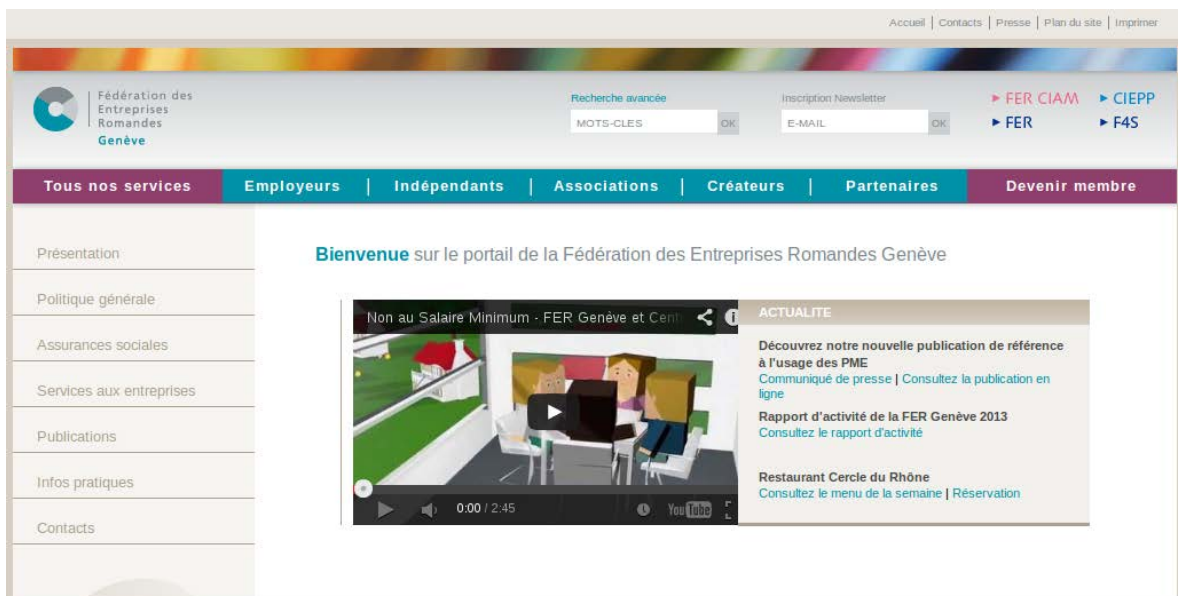 Accueil | Contacts | Presse | Plan du site | Imprimer
Fédération des
Entreprises
Romandes
Genève
Recherche avancée
MOTS-CLES OK
Inscription Newsletter
E-MAIL OK
FER CIAM CIEPP
FER F4S
Tous nos services Employeurs | Indépendants | Associations | Créateurs | Partenaires Devenir membre
Présentation
Politique générale
Assurances sociales
Services aux entreprises
Publications
Infos pratiques
Contacts
Bienvenue sur le portail de la Fédération des Entreprises Romandes Genève
Non au Salaire Minimum - FER Genève et Cent
0:00 / 2:45
YouTube
ACTUALITE
Découvrez notre nouvelle publication de référence
à l'usage des PME
Communiqué de presse | Consultez la publication en
ligne
Rapport d'activité de la FER Genève 2013
Consultez le rapport d'activité
Restaurant Cercle du Rhône
Consultez le menu de la semaine | Réservation